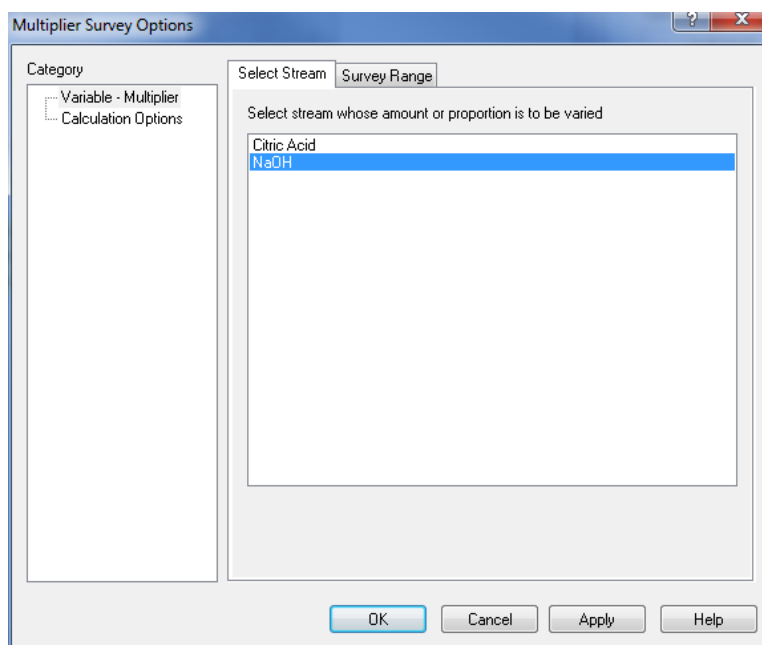 Multiplier Survey Options
?
X
Category
Variable - Multiplier
Calculation Options
Select Stream
Survey Range
Select stream whose amount or proportion is to be varied
Citric Acid
NaOH
OK
Cancel
Apply
Help